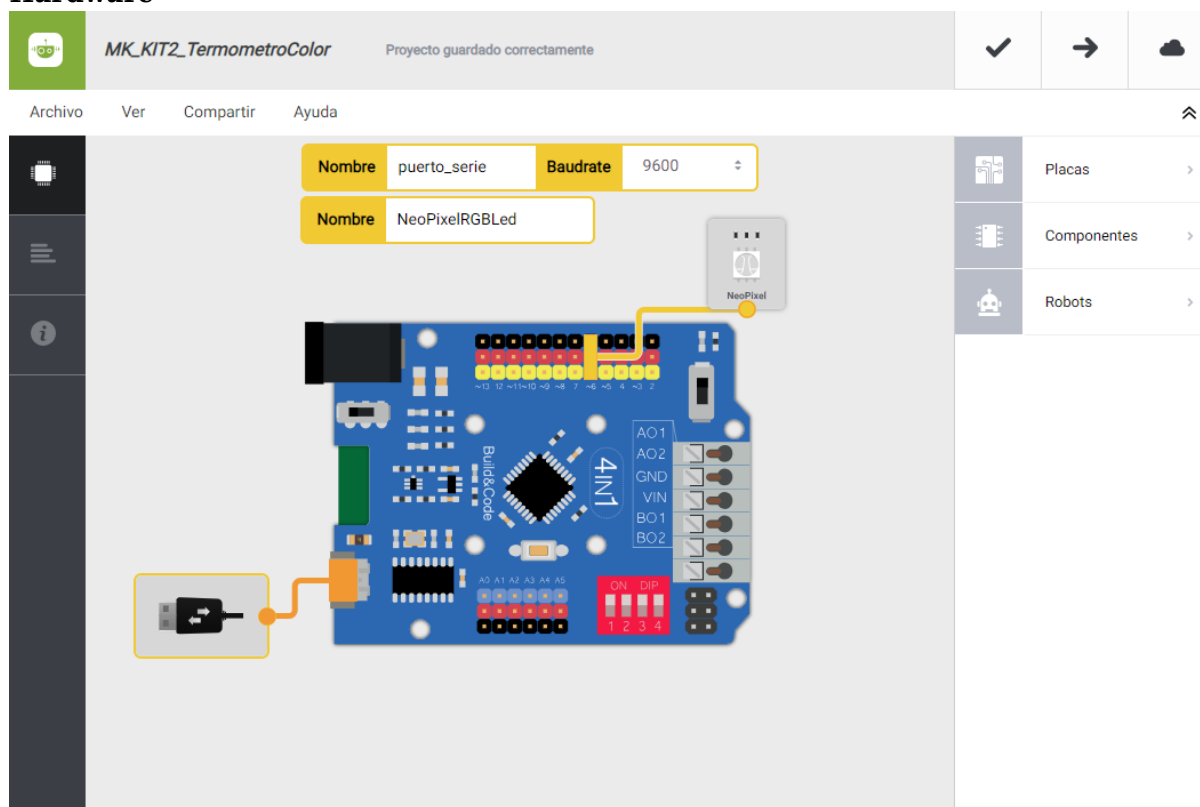 Hardware
MK_KIT2_TermometroColor Proyecto guardado correctamente
Archivo Ver Compartir Ayuda
Nombre puerto_serie Baudrate 9600
Nombre NeoPixelRGBLed
NeoPixel
Placas
Componentes
Robots
~13 12 ~11 ~10 ~9 ~8 7 ~6 ~5 4 ~3 2
Build&Code
4IN1
AO1
AO2
GND
VIN
BO1
BO2
A0 A1 A2 A3 A4 A5
ON DIP
1 2 3 4